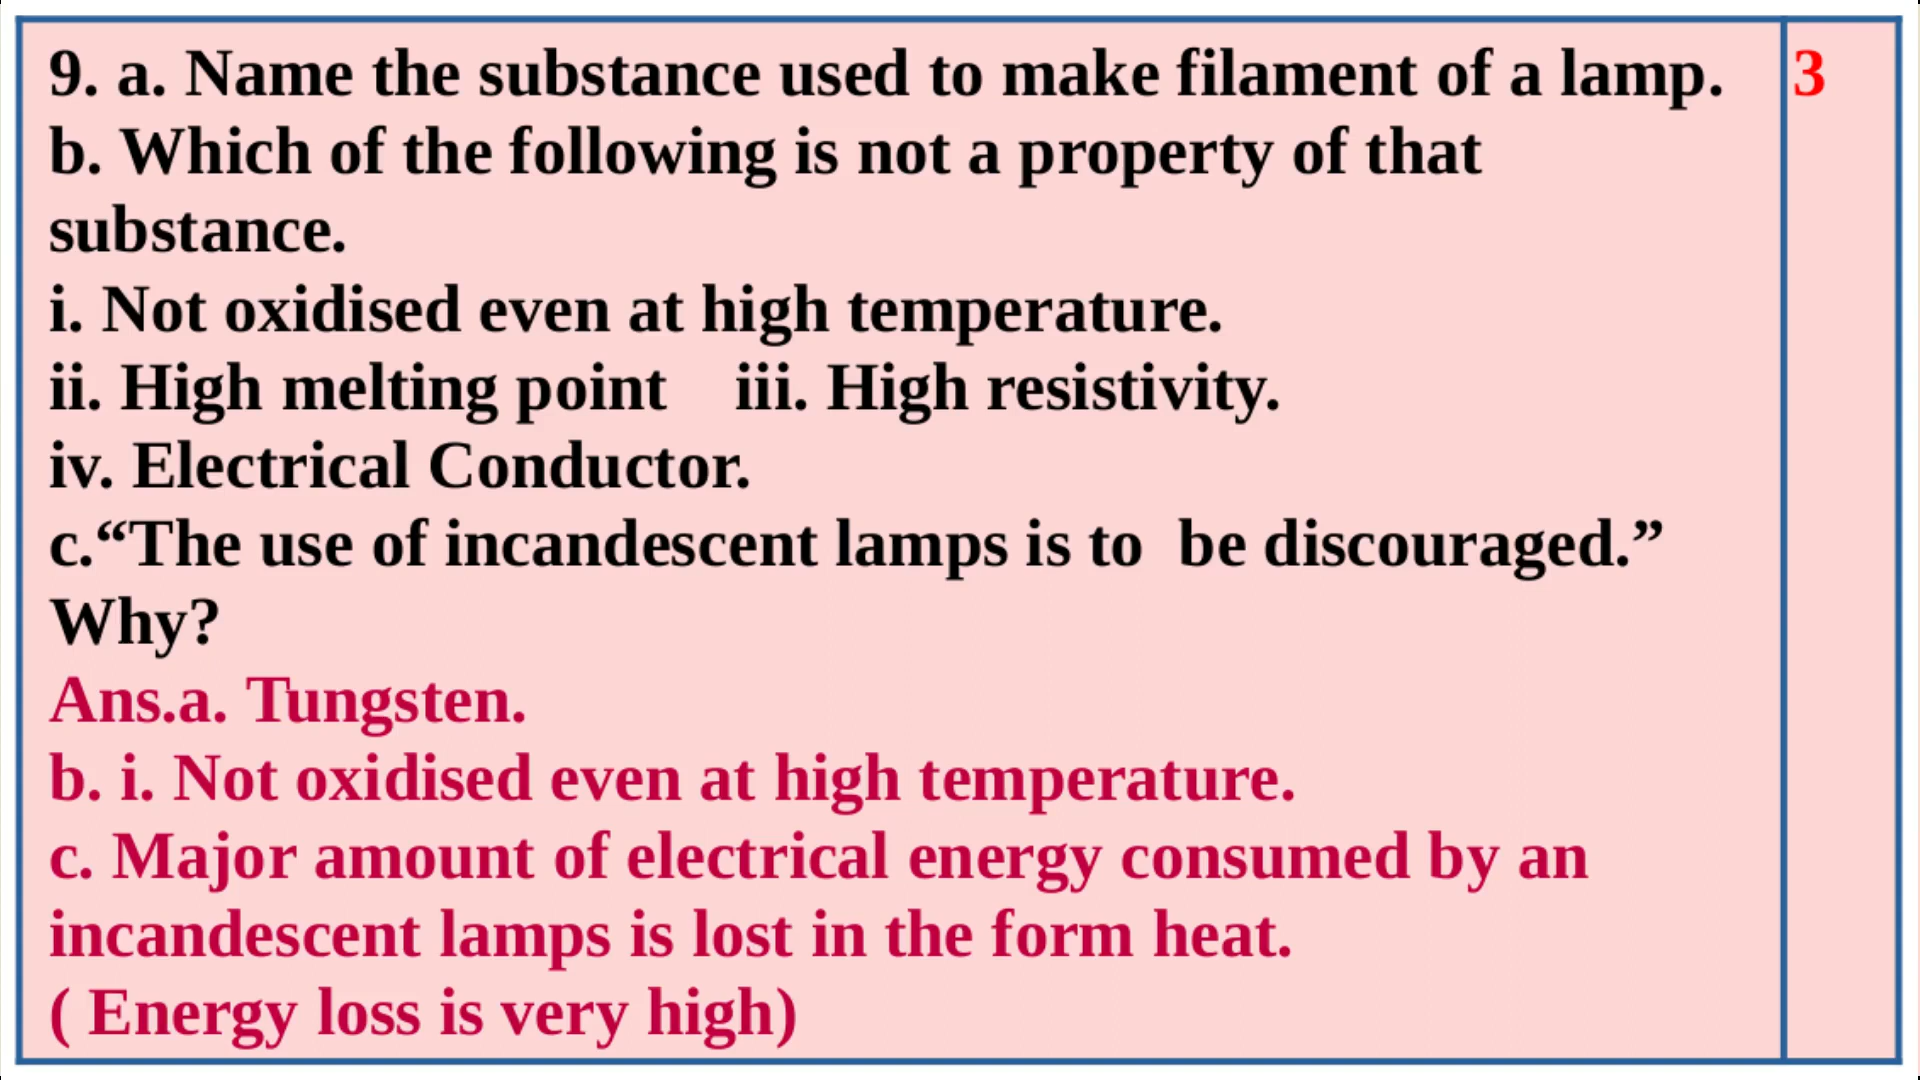 9. a. Name the substance used to make filament of a lamp.
3
b. Which of the following is not a property of that
substance.
i. Not oxidised even at high temperature.
ii. High melting point    iii. High resistivity.
iv. Electrical Conductor.
c.“The use of incandescent lamps is to  be discouraged.”
Why?
Ans.a. Tungsten.
b. i. Not oxidised even at high temperature.
c. Major amount of electrical energy consumed by an
incandescent lamps is lost in the form heat.
( Energy loss is very high)